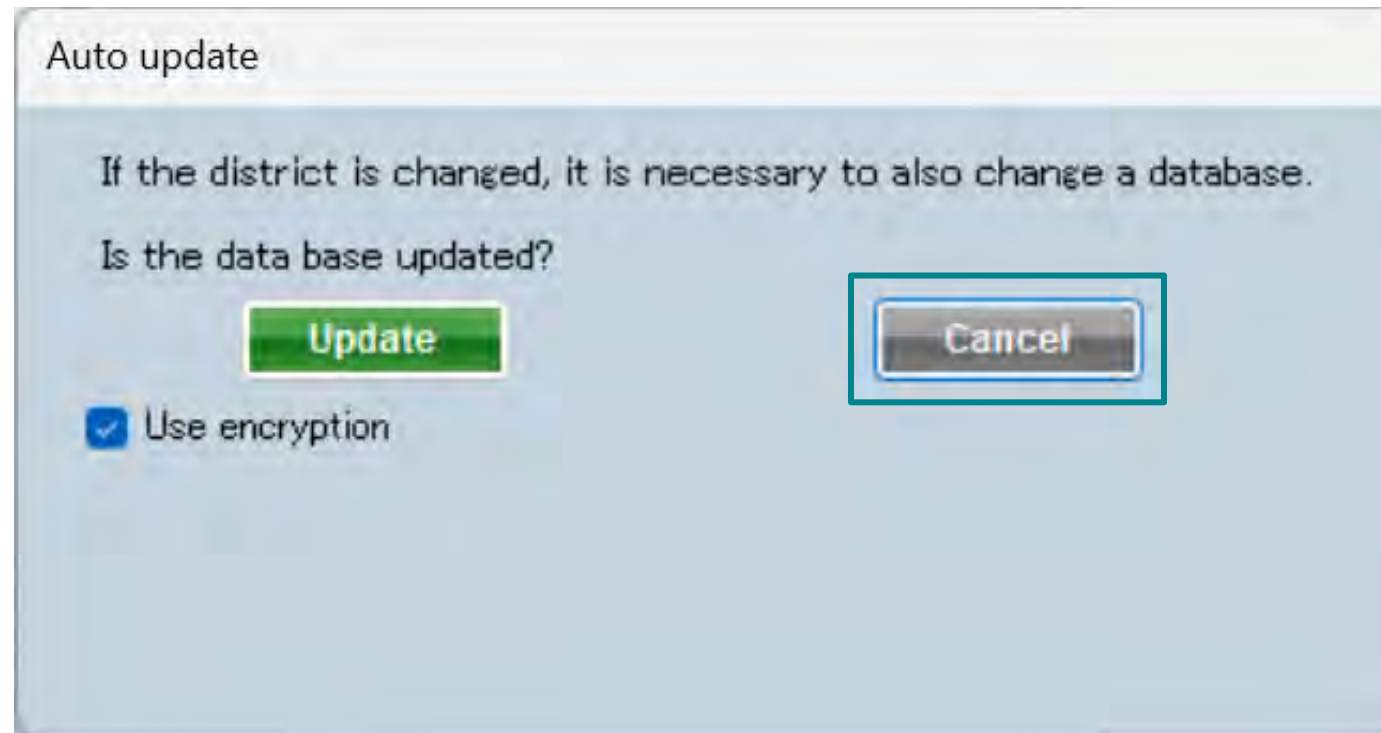 Auto update
If the district is changed, it is necessary to also change a database.
Is the data base updated?
Update Cancel
Use encryption